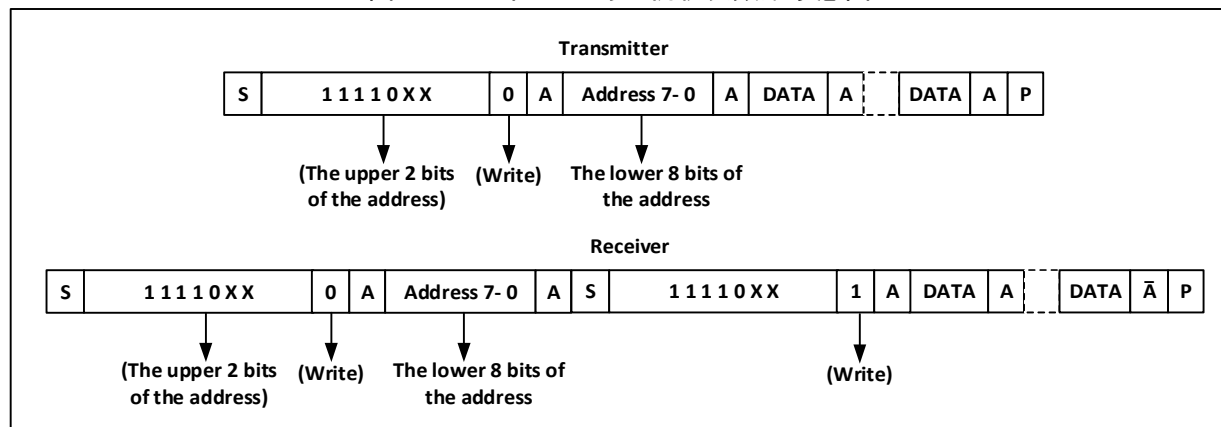 Transmitter
S 1 1 1 1 0 X X 0 A Address 7- 0 A DATA A DATA A P
(The upper 2 bits of the address) (Write) The lower 8 bits of the address
Receiver
S 1 1 1 1 0 X X 0 A Address 7- 0 A S 1 1 1 1 0 X X 1 A DATA A DATA Ā P
(The upper 2 bits of the address) (Write) The lower 8 bits of the address (Write)